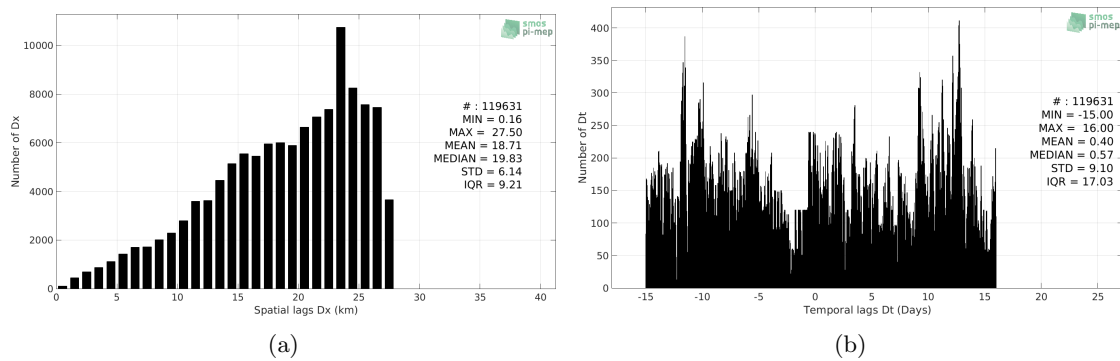 smos
pi-mep
10000
8000
6000
4000
2000
0
Number of Dx
# : 119631
MIN = 0.16
MAX = 27.50
MEAN = 18.71
MEDIAN = 19.83
STD = 6.14
IQR = 9.21
0 5 10 15 20 25 30 35 40
Spatial lags Dx (km)
(a)
smos
pi-mep
400
350
300
250
200
150
100
50
0
Number of Dt
# : 119631
MIN = -15.00
MAX = 16.00
MEAN = 0.40
MEDIAN = 0.57
STD = 9.10
IQR = 17.03
-15 -10 -5 0 5 10 15 20 25
Temporal lags Dt (Days)
(b)